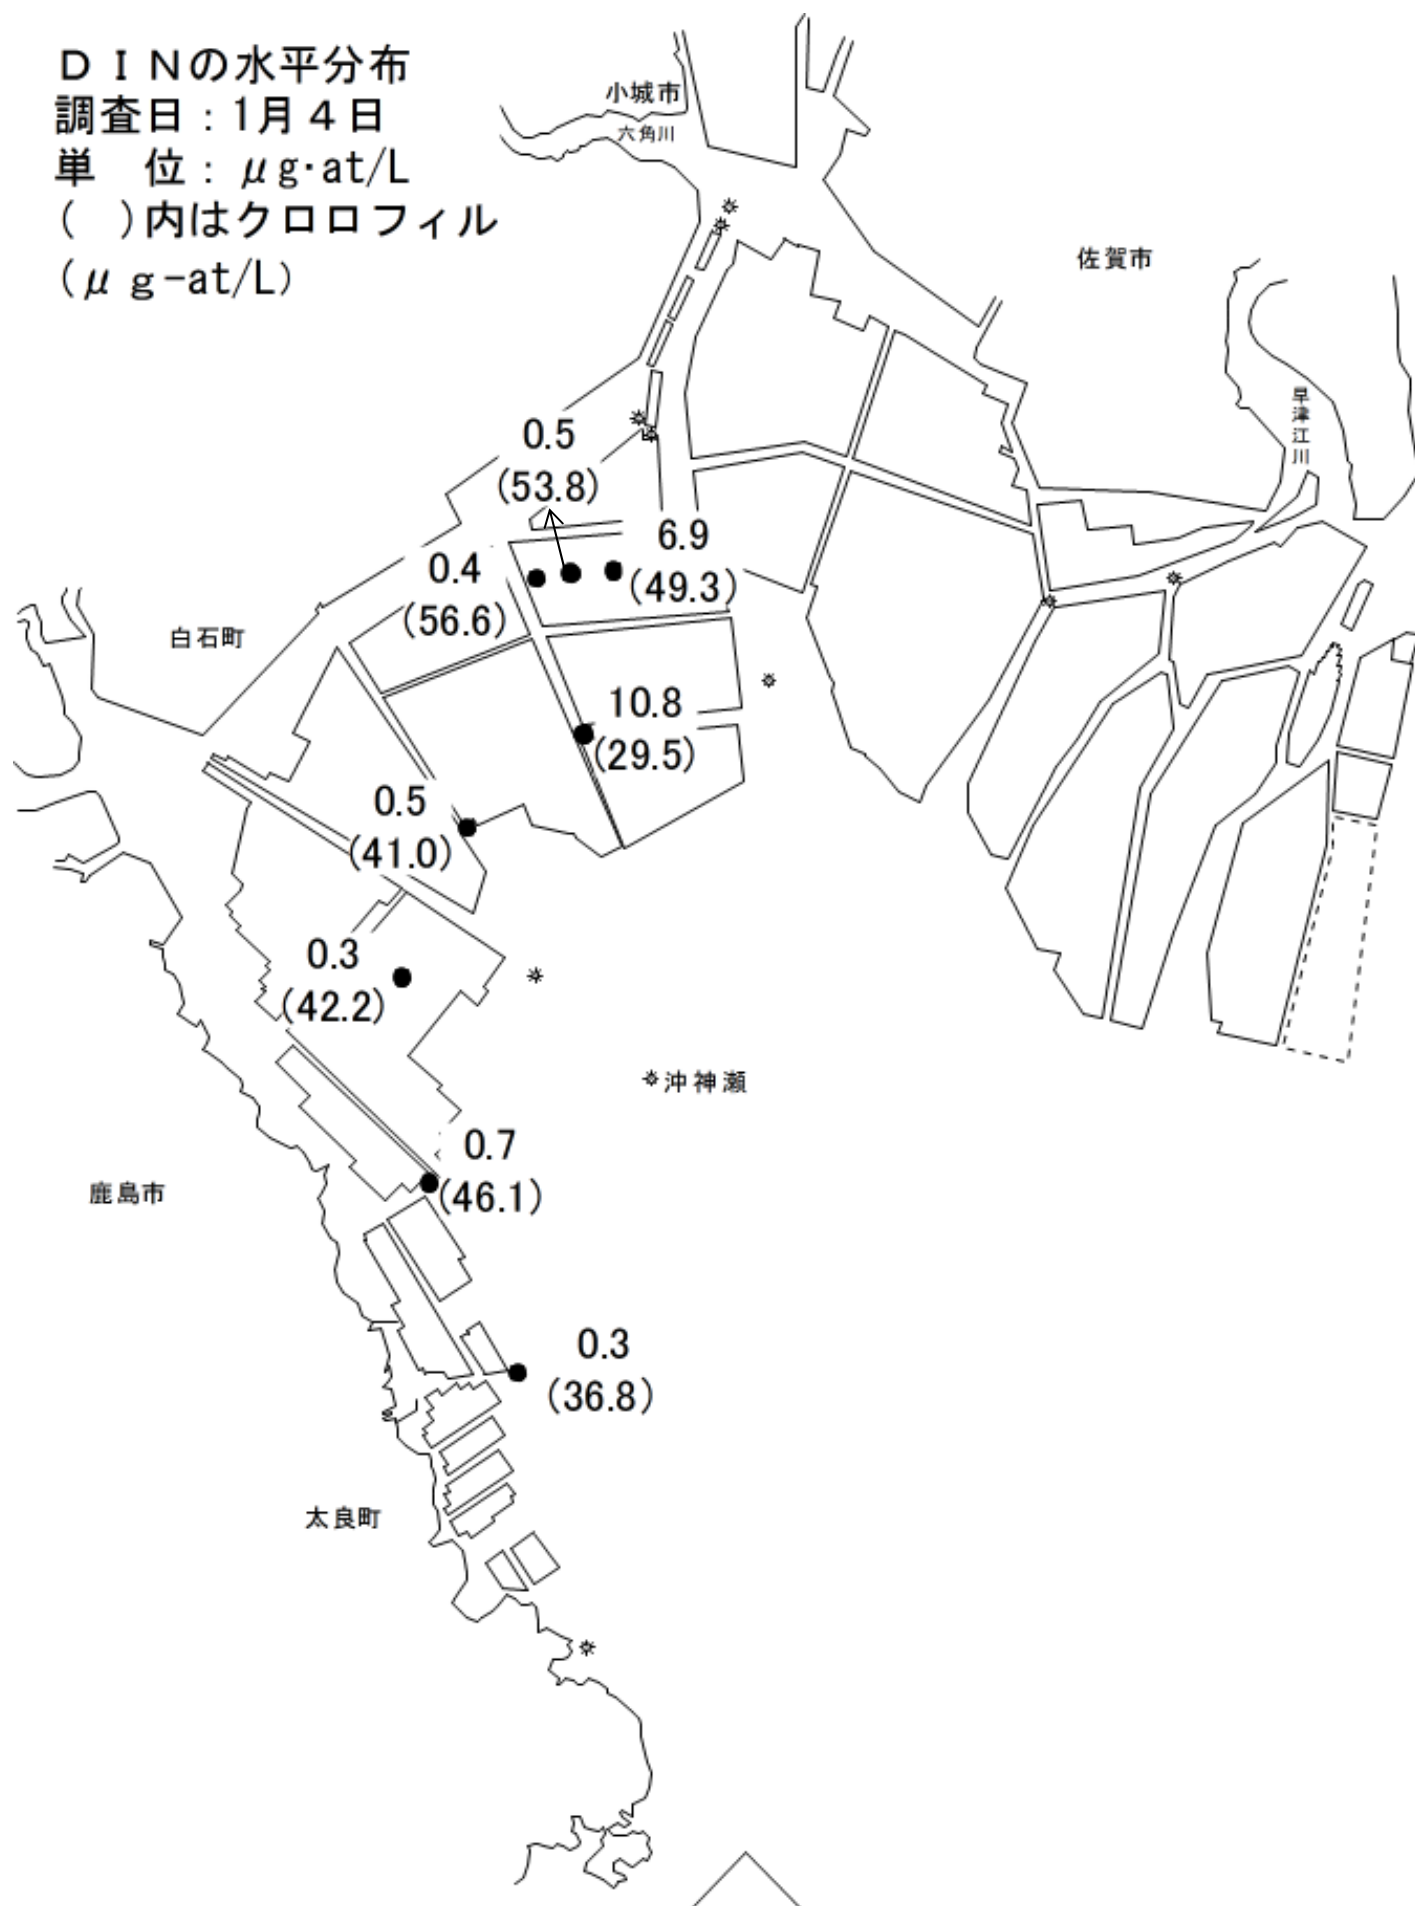 ＤＩＮの水平分布
調査日：1月４日
単　位：μg·at/L
(　)内はクロロフィル
(μｇ-at/L)
小城市
六角川
佐賀市
早津江川
0.5
(53.8)
6.9
(49.3)
0.4
(56.6)
白石町
10.8
(29.5)
0.5
(41.0)
0.3
(42.2)
沖神瀬
0.7
(46.1)
鹿島市
0.3
(36.8)
太良町